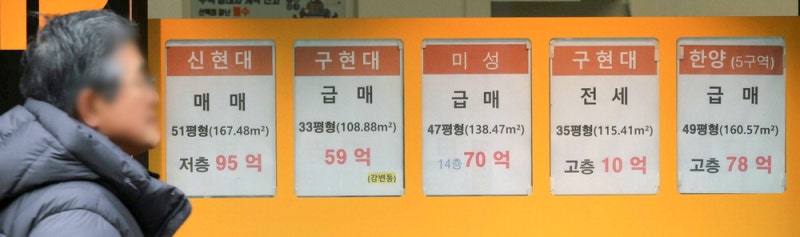 신현대
매 매
51평형(167.48m²)
저층 95 억
구현대
급 매
33평형(108.88m²)
59 억
(강변동)
미 성
급 매
47평형(138.47m²)
14층 70 억
구현대
전 세
35평형(115.41m²)
고층 10 억
한양 (5구역)
급 매
49평형(160.57m²)
고층 78 억